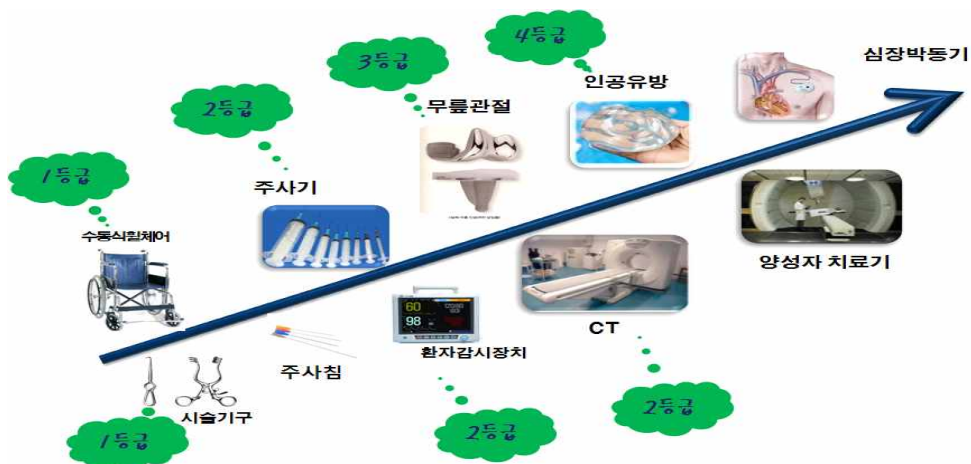 4등급
3등급
심장박동기
인공유방
2등급
무릎관절
1등급
주사기
수동식휠체어
양성자 치료기
60
98
CT
환자감시장치
주사침
시술기구
2등급
1등급
2등급